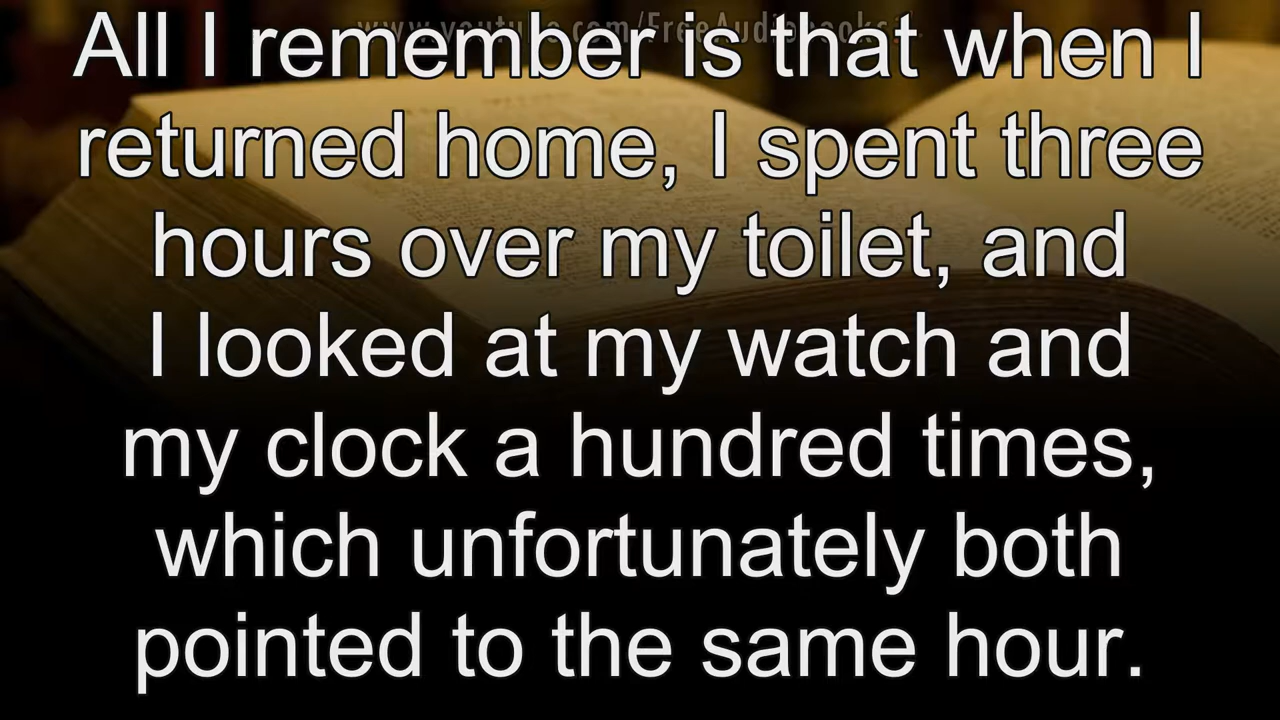 www.youtube.com/FreeAudiobooks
All I remember is that when I
returned home, I spent three
hours over my toilet, and
I looked at my watch and
my clock a hundred times,
which unfortunately both
pointed to the same hour.